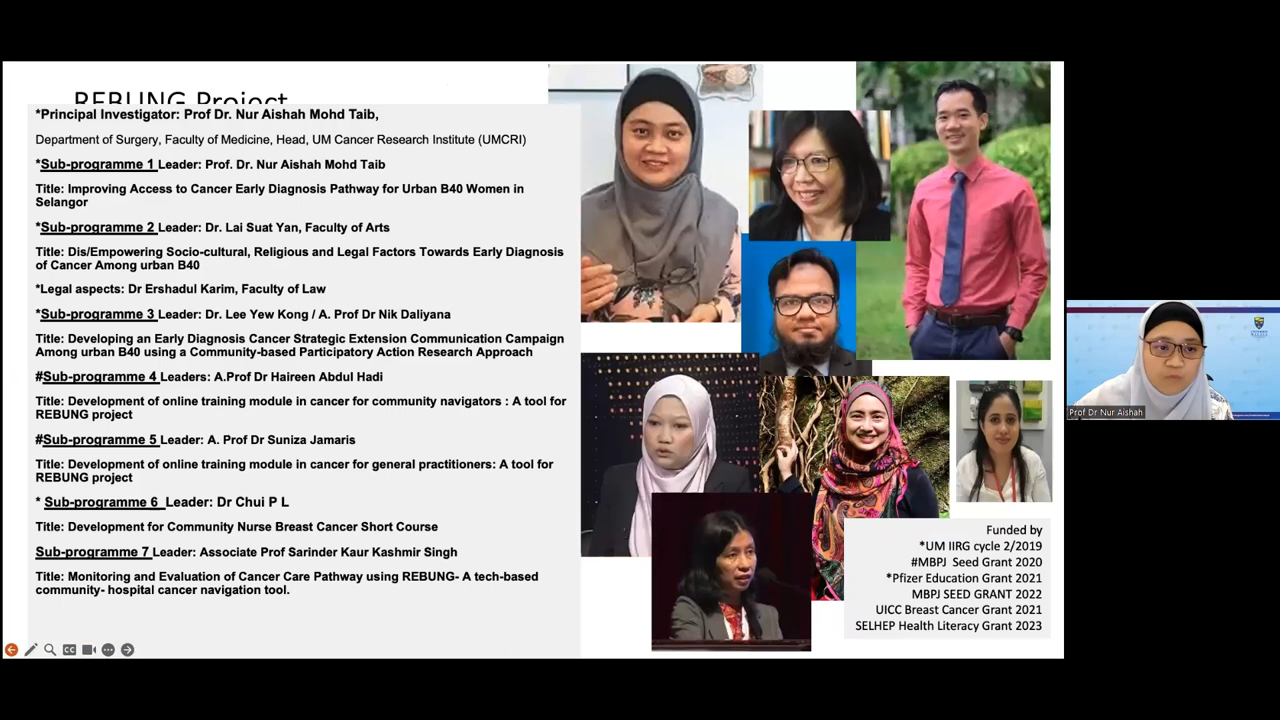 REBUNG Project
*Principal Investigator: Prof Dr. Nur Aishah Mohd Taib,
Department of Surgery, Faculty of Medicine, Head, UM Cancer Research Institute (UMCRI)
*Sub-programme 1 Leader: Prof. Dr. Nur Aishah Mohd Taib
Title: Improving Access to Cancer Early Diagnosis Pathway for Urban B40 Women in
Selangor
*Sub-programme 2 Leader: Dr. Lai Suat Yan, Faculty of Arts
Title: Dis/Empowering Socio-cultural, Religious and Legal Factors Towards Early Diagnosis
of Cancer Among urban B40
*Legal aspects: Dr Ershadul Karim, Faculty of Law
*Sub-programme 3 Leader: Dr. Lee Yew Kong / A. Prof Dr Nik Daliyana
Title: Developing an Early Diagnosis Cancer Strategic Extension Communication Campaign
Among urban B40 using a Community-based Participatory Action Research Approach
#Sub-programme 4 Leaders: A.Prof Dr Haireen Abdul Hadi
Title: Development of online training module in cancer for community navigators : A tool for
REBUNG project
#Sub-programme 5 Leader: A. Prof Dr Suniza Jamaris
Title: Development of online training module in cancer for general practitioners: A tool for
REBUNG project
* Sub-programme 6 Leader: Dr Chui P L
Title: Development for Community Nurse Breast Cancer Short Course
Sub-programme 7 Leader: Associate Prof Sarinder Kaur Kashmir Singh
Title: Monitoring and Evaluation of Cancer Care Pathway using REBUNG- A tech-based
community- hospital cancer navigation tool.
Funded by
*UM IIRG cycle 2/2019
#MBPJ Seed Grant 2020
*Pfizer Education Grant 2021
MBPJ SEED GRANT 2022
UICC Breast Cancer Grant 2021
SELHEP Health Literacy Grant 2023
CC
Prof Dr Nur Aishah